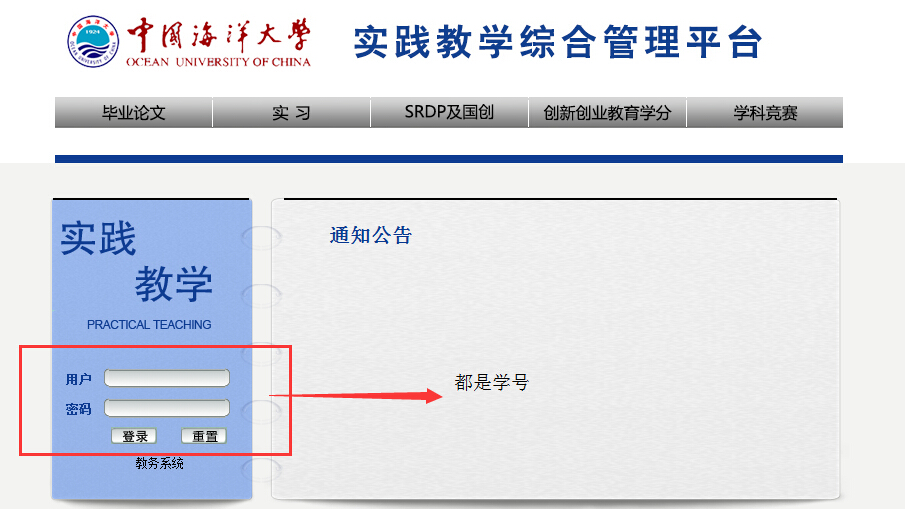 中国海洋大学
OCEAN UNIVERSITY OF CHINA
实践教学综合管理平台
毕业论文 实 习 SRDP及国创 创新创业教育学分 学科竞赛
实践
教学
PRACTICAL TEACHING
用户
密码
登录 重置
教务系统
通知公告
都是学号